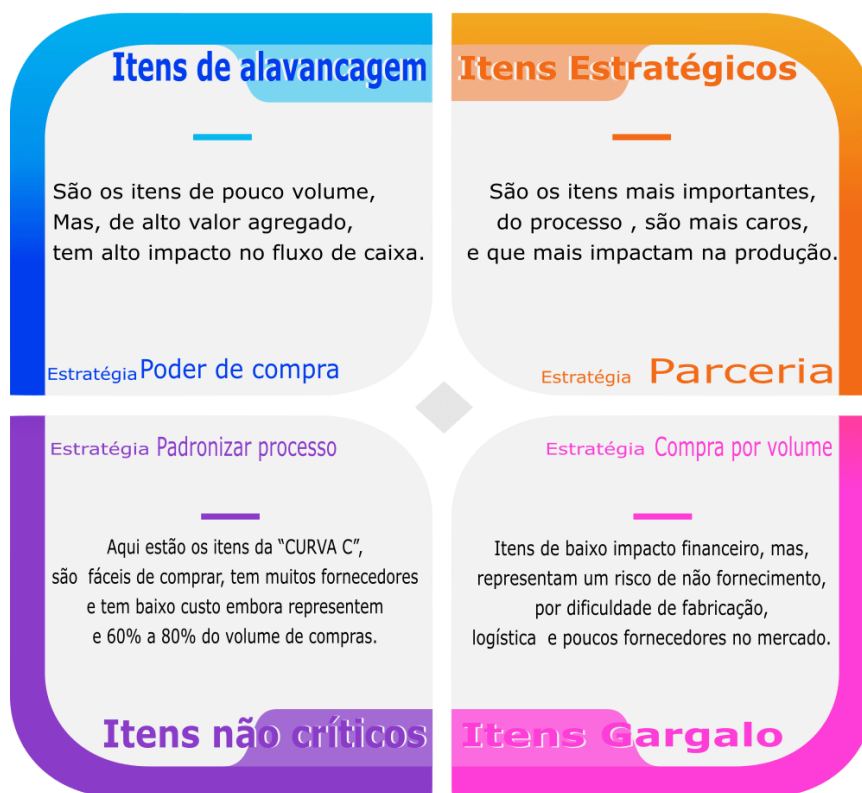 Itens de alavancagem
São os itens de pouco volume,
Mas, de alto valor agregado,
tem alto impacto no fluxo de caixa.
Estratégia Poder de compra
Itens Estratégicos
São os itens mais importantes,
do processo , são mais caros,
e que mais impactam na produção.
Estratégia Parceria
Estratégia Padronizar processo
Aqui estão os itens da “CURVA C”,
são fáceis de comprar, tem muitos fornecedores
e tem baixo custo embora representem
e 60% a 80% do volume de compras.
Itens não críticos
Estratégia Compra por volume
Itens de baixo impacto financeiro, mas,
representam um risco de não fornecimento,
por dificuldade de fabricação,
logística e poucos fornecedores no mercado.
Itens Gargalo